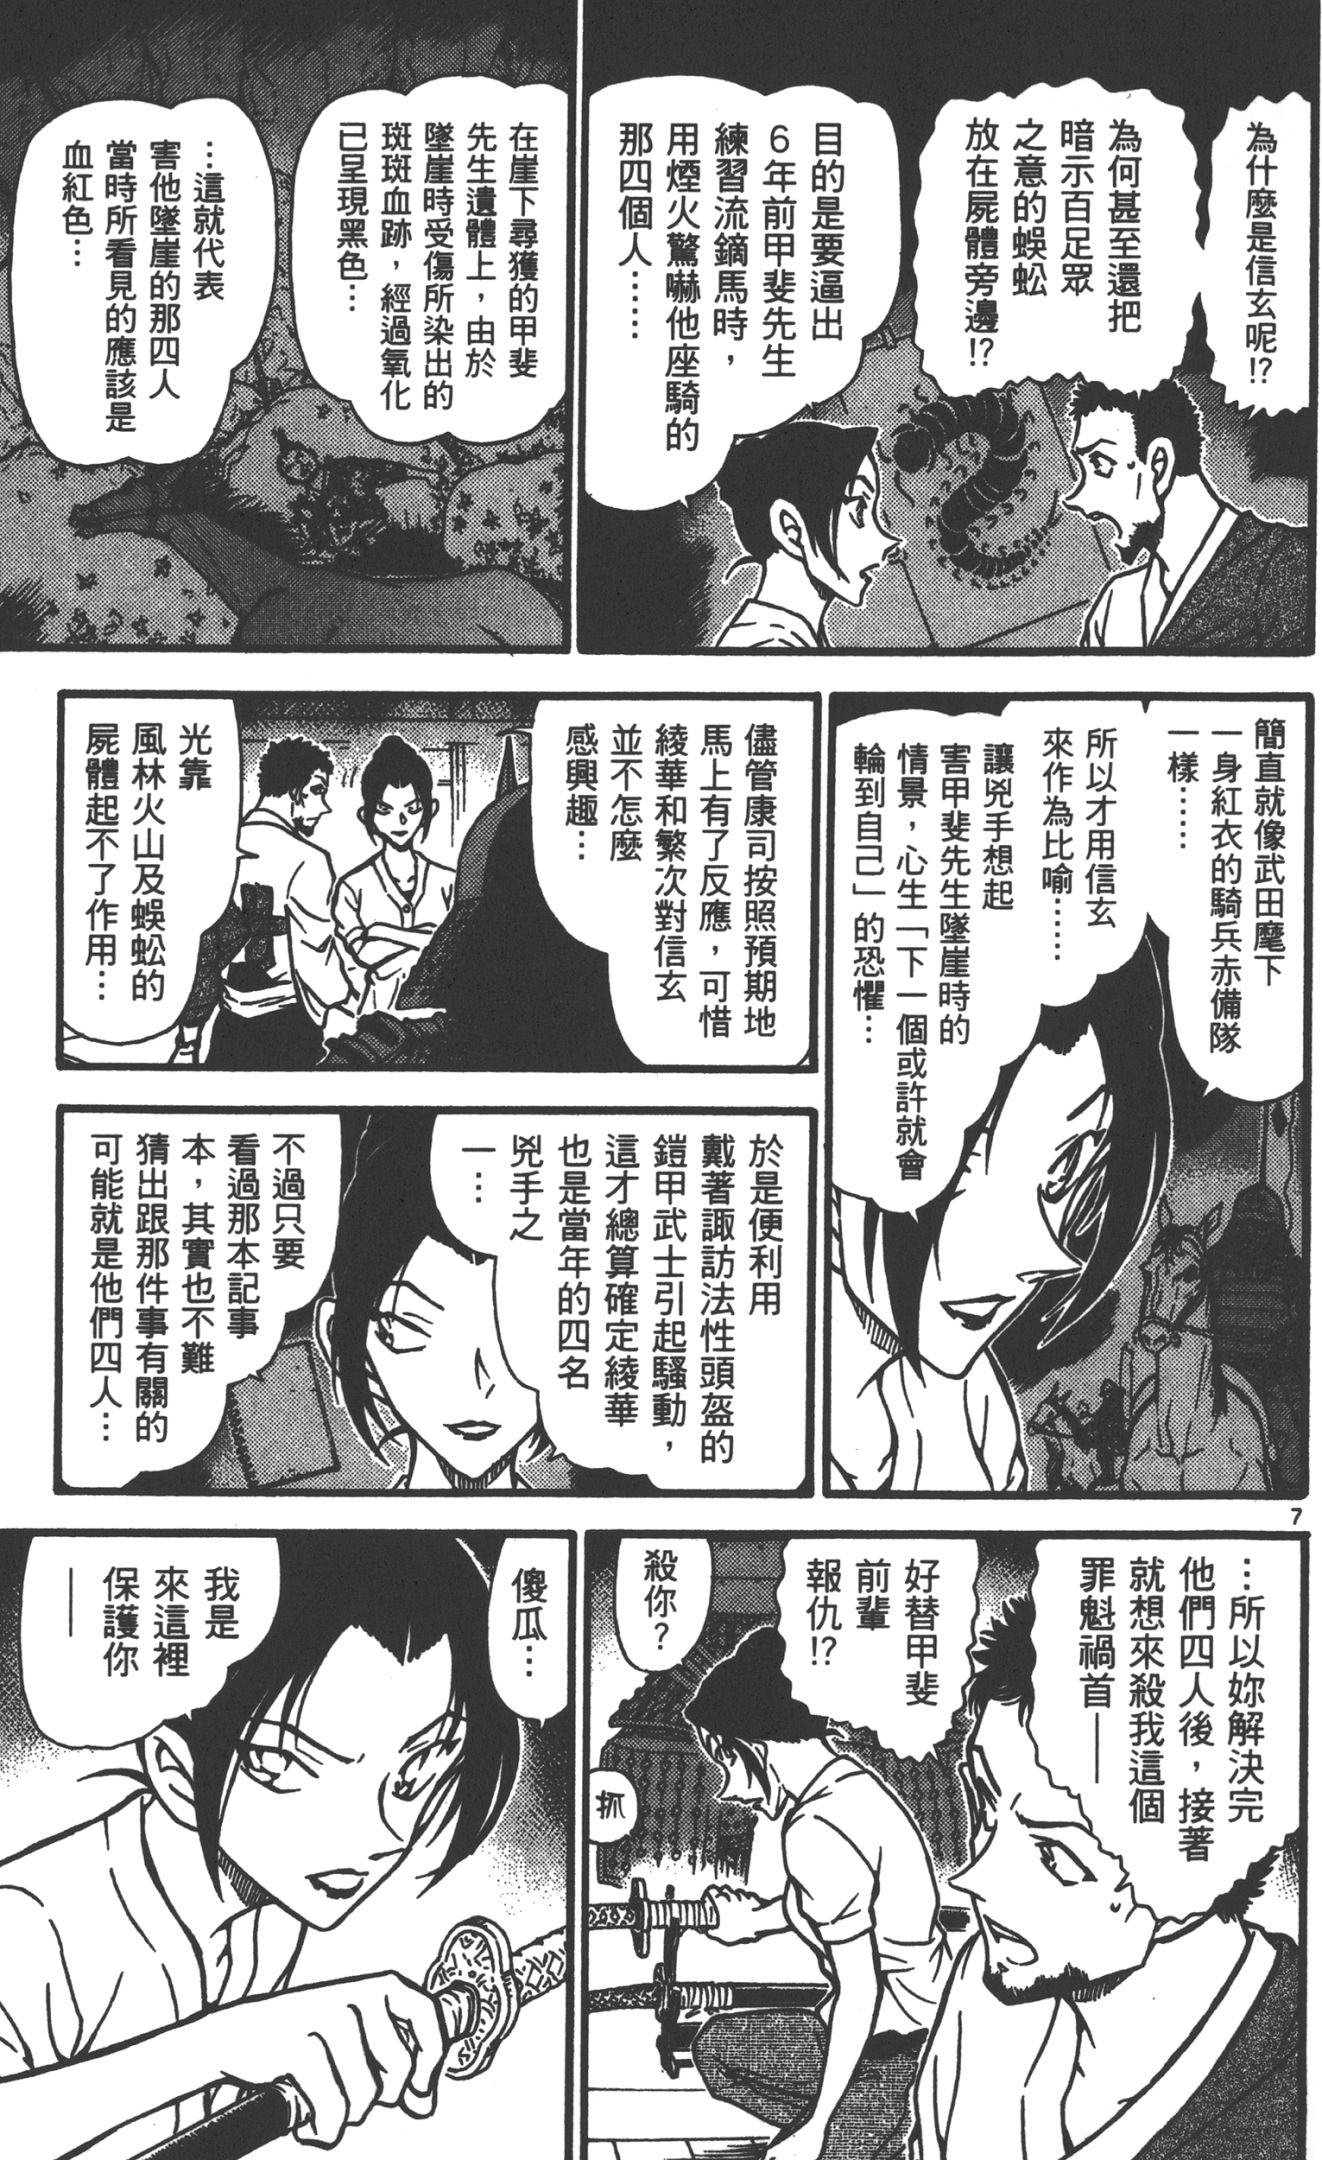 為什麼是信玄呢!?
為何甚至還把
暗示百足眾
之意的蜈蚣
放在屍體旁邊!?
目的是要逼出
6年前甲斐先生
練習流鏑馬時，
用煙火驚嚇他座騎的
那四個人……
在崖下尋獲的甲斐
先生遺體上，由於
墜崖時受傷所染出的
斑斑血跡，經過氧化
已呈現黑色…
…這就代表
害他墜崖的那四人
當時所看見的應該是
血紅色…
簡直就像武田麾下
一身紅衣的騎兵赤備隊
一樣……
所以才用信玄
來作為比喻……
讓兇手想起
害甲斐先生墜崖時的
情景，心生「下一個或許就會
輪到自己」的恐懼…
儘管康司按照預期地
馬上有了反應，可惜
綾華和繁次對信玄
並不怎麼
感興趣…
光靠
風林火山及蜈蚣的
屍體起不了作用…
於是便利用
戴著諏訪法性頭盔的
鎧甲武士引起騷動，
這才總算確定綾華
也是當年的四名
兇手之
一…
不過只要
看過那本記事
本，其實也不難
猜出跟那件事有關的
可能就是他們四人…
7
…所以妳解決完
他們四人後，接著
就想來殺我這個
罪魁禍首——
好替甲斐
前輩
報仇!?
殺你？
抓
傻瓜…
我是
來這裡
保護你
——